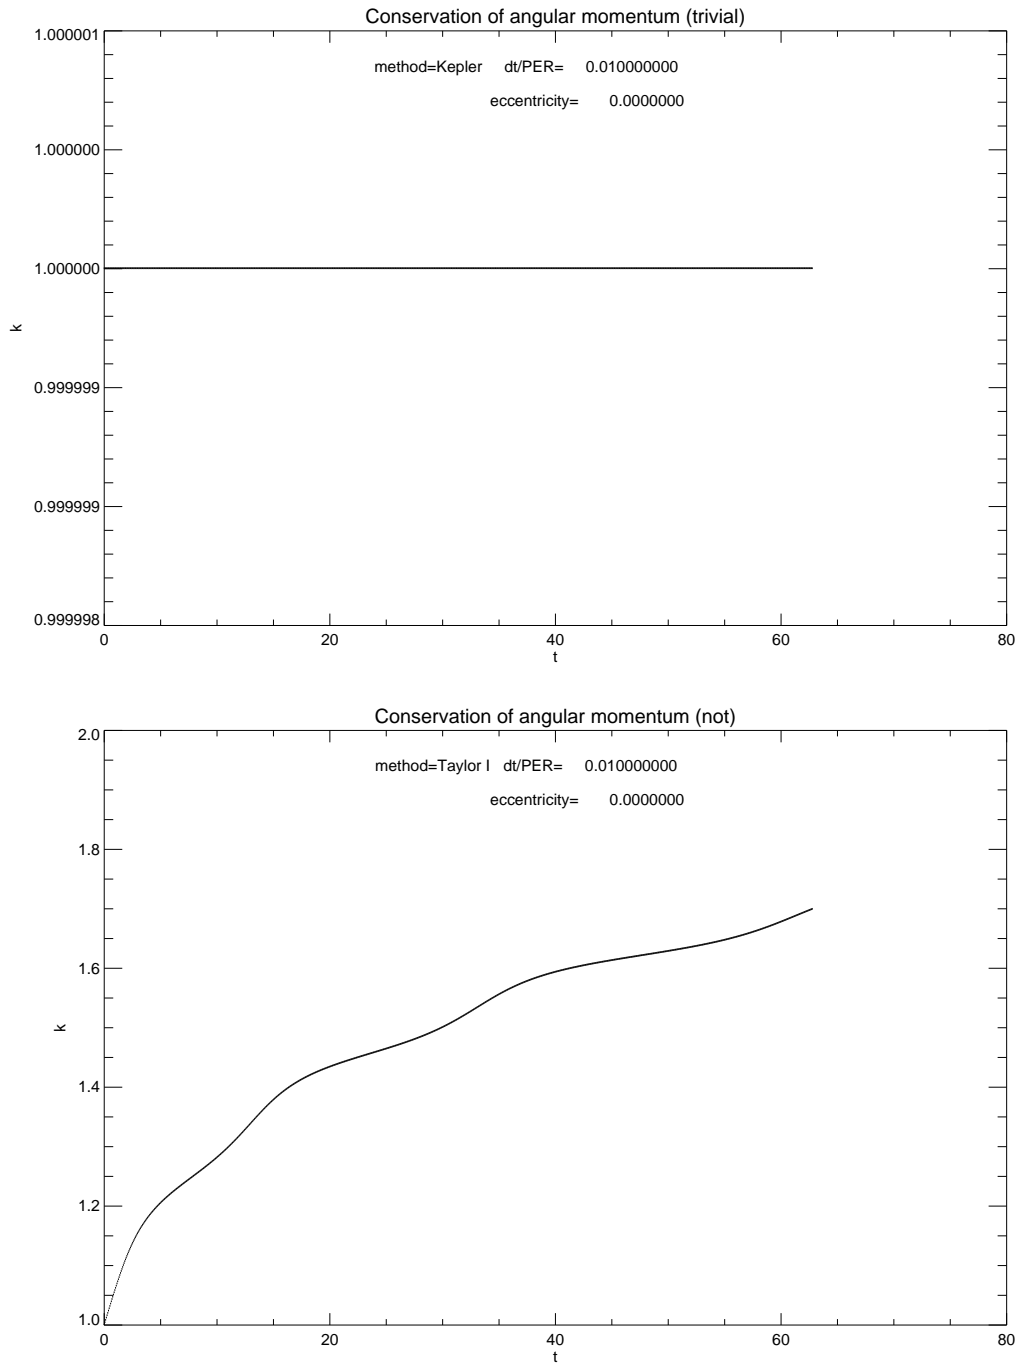 Conservation of angular momentum (trivial)
1.000001
method=Kepler dt/PER= 0.010000000
eccentricity= 0.0000000
1.000000
1.000000
k
0.999999
0.999999
0.999998
0 20 40 60 80
t
Conservation of angular momentum (not)
2.0
method=Taylor I dt/PER= 0.010000000
eccentricity= 0.0000000
1.8
1.6
k
1.4
1.2
1.0
0 20 40 60 80
t